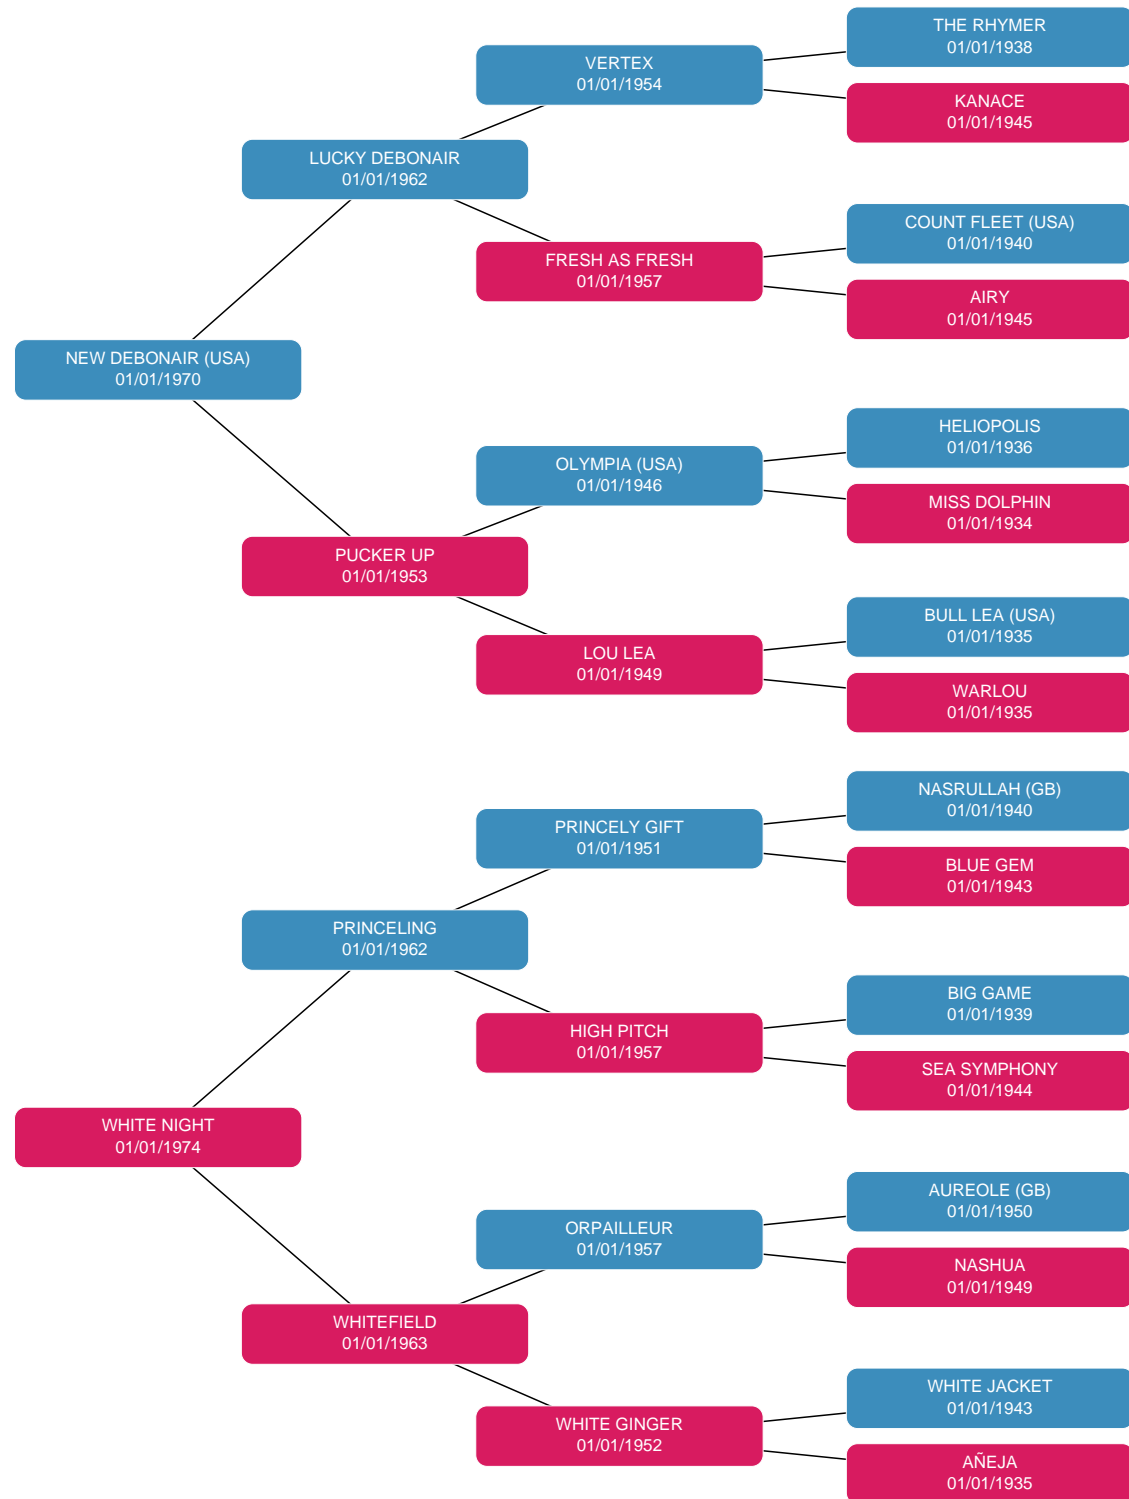 THE RHYMER
01/01/1938
VERTEX
01/01/1954
KANACE
01/01/1945
LUCKY DEBONAIR
01/01/1962
COUNT FLEET (USA)
01/01/1940
FRESH AS FRESH
01/01/1957
AIRY
01/01/1945
NEW DEBONAIR (USA)
01/01/1970
HELIOPOLIS
01/01/1936
OLYMPIA (USA)
01/01/1946
MISS DOLPHIN
01/01/1934
PUCKER UP
01/01/1953
BULL LEA (USA)
01/01/1935
LOU LEA
01/01/1949
WARLOU
01/01/1935
NASRULLAH (GB)
01/01/1940
PRINCELY GIFT
01/01/1951
BLUE GEM
01/01/1943
PRINCELING
01/01/1962
BIG GAME
01/01/1939
HIGH PITCH
01/01/1957
SEA SYMPHONY
01/01/1944
WHITE NIGHT
01/01/1974
AUREOLE (GB)
01/01/1950
ORPAILLEUR
01/01/1957
NASHUA
01/01/1949
WHITEFIELD
01/01/1963
WHITE JACKET
01/01/1943
WHITE GINGER
01/01/1952
AÑEJA
01/01/1935